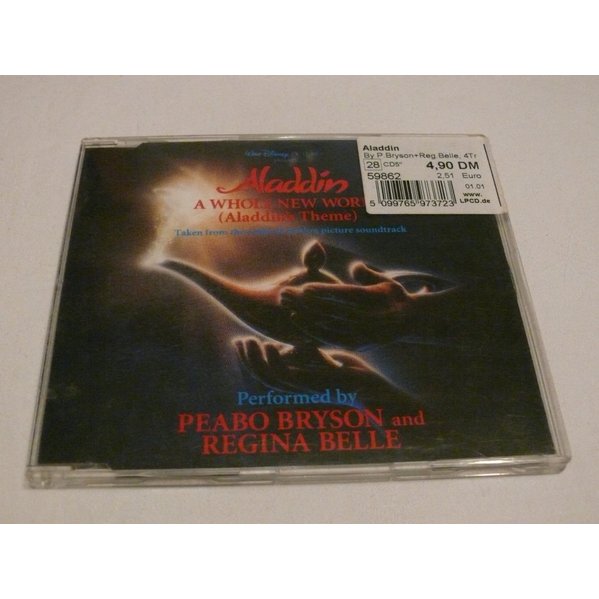 Walt Disney
Aladdin
A WHOLE NEW
(Aladdin's Theme)
Taken from the motion picture soundtrack
Performed by
PEABO BRYSON and
REGINA BELLE
Aladdin
By P.Bryson+Reg.Belle, 4Tr
28 CD5" 4,90 DM
59862 2,51 Euro
01.01
5 099765 973723
www.
LPCD.de